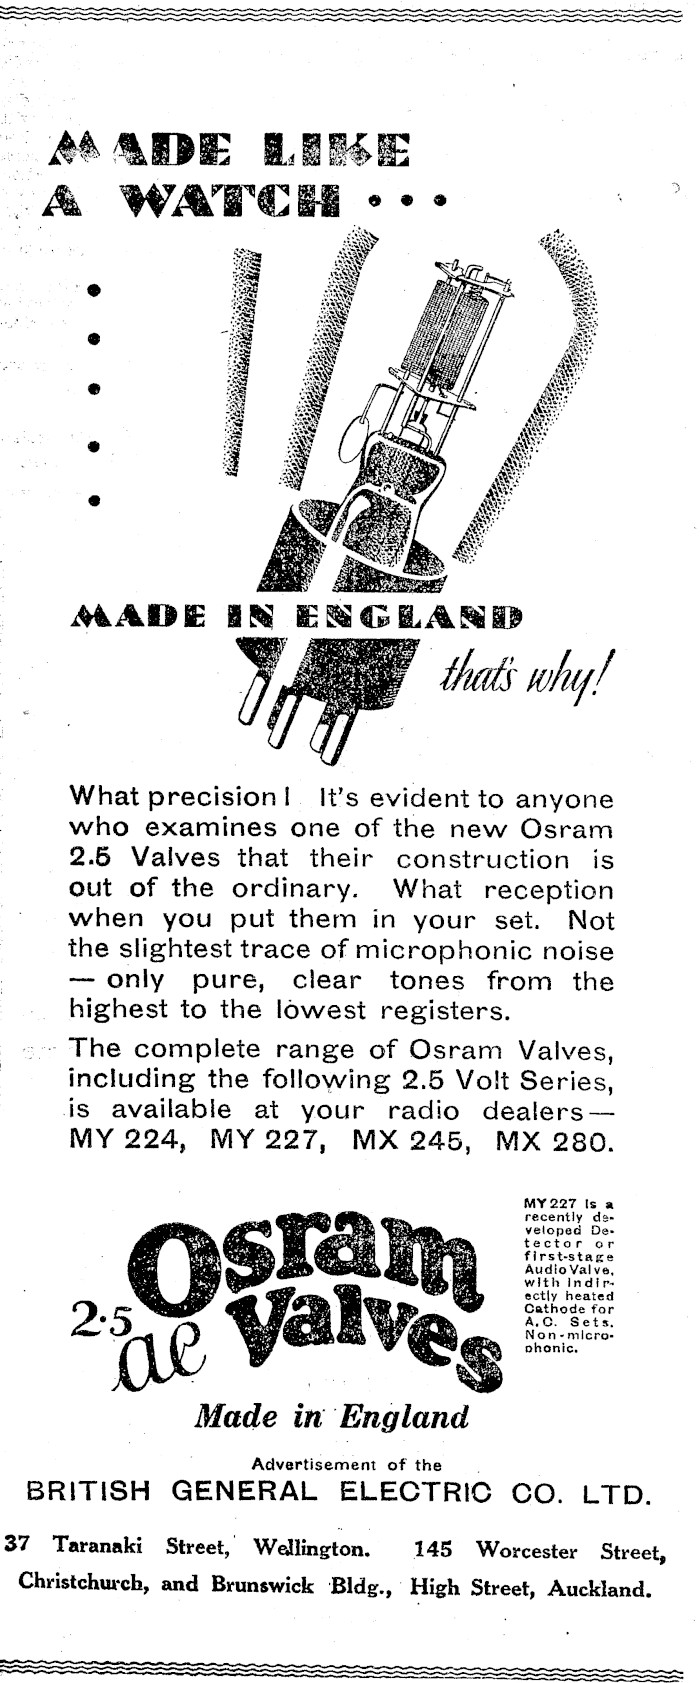 MADE LIKE
A WATCH • • •
MADE IN ENGLAND
that's why!
What precision! It's evident to anyone
who examines one of the new Osram
2.5 Valves that their construction is
out of the ordinary. What reception
when you put them in your set. Not
the slightest trace of microphonic noise
— only pure, clear tones from the
highest to the lowest registers.
The complete range of Osram Valves,
including the following 2.5 Volt Series,
is available at your radio dealers—
MY 224, MY 227, MX 245, MX 280.
MY 227 is a
recently de-
veloped De-
tector or
first-stage
Audio Valve,
with indir-
ectly heated
Cathode for
A.C. Sets.
Non-micro-
phonic.
Osram
2·5 ac Valves
Made in England
Advertisement of the
BRITISH GENERAL ELECTRIC CO. LTD.
37 Taranaki Street, Wellington. 145 Worcester Street,
Christchurch, and Brunswick Bldg., High Street, Auckland.